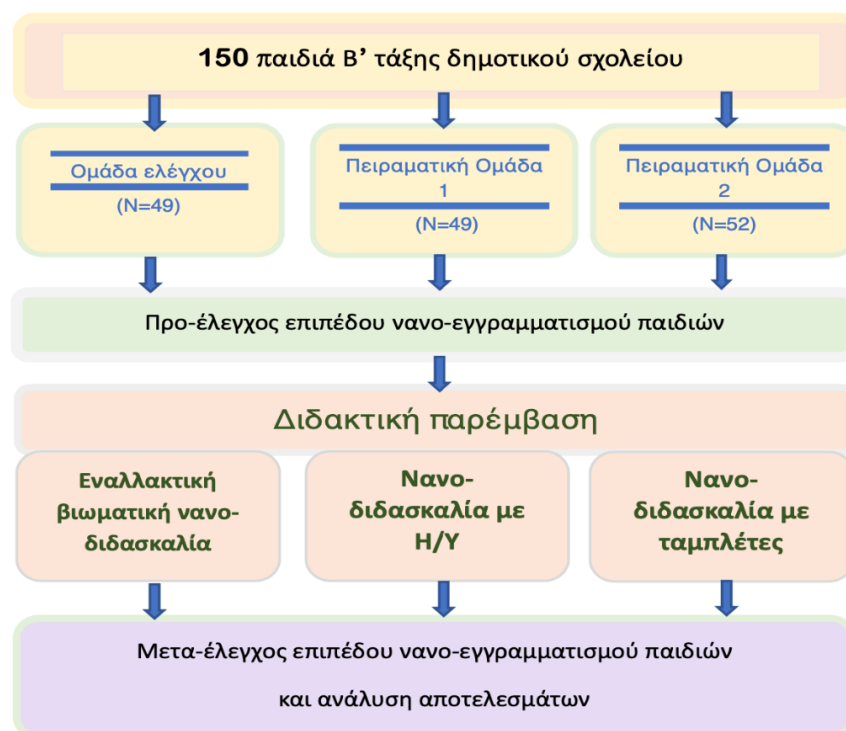 150 παιδιά Β’ τάξης δημοτικού σχολείου
Ομάδα ελέγχου
(N=49)
Πειραματική Ομάδα
1
(N=49)
Πειραματική Ομάδα
2
(N=52)
Προ-έλεγχος επιπέδου νανο-εγγραμματισμού παιδιών
Διδακτική παρέμβαση
Εναλλακτική
βιωματική νανο-
διδασκαλία
Νανο-
διδασκαλία με
Η/Υ
Νανο-
διδασκαλία με
ταμπλέτες
Μετα-έλεγχος επιπέδου νανο-εγγραμματισμού παιδιών
και ανάλυση αποτελεσμάτων